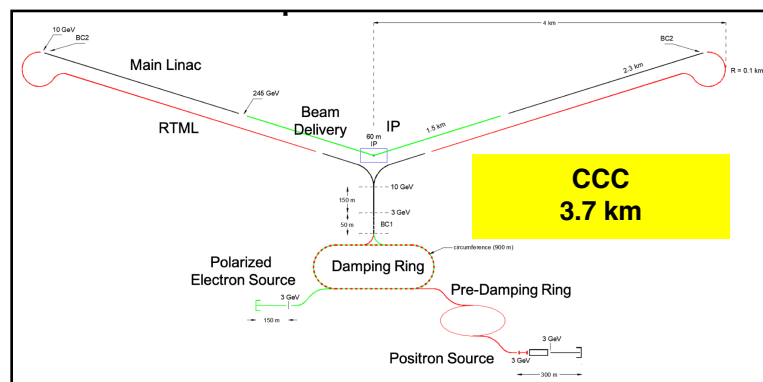 10 GeV
BC2
4 km
BC2
Main Linac
2.3 km
R = 0.1 km
245 GeV
Beam
Delivery
IP
1.5 km
RTML
60 m
IP
CCC
3.7 km
10 GeV
150 m
3 GeV
50 m
BC1
circumference (900 m)
Polarized
Electron Source
Damping Ring
Pre-Damping Ring
3 GeV
150 m
3 GeV
Positron Source
3 GeV
300 m